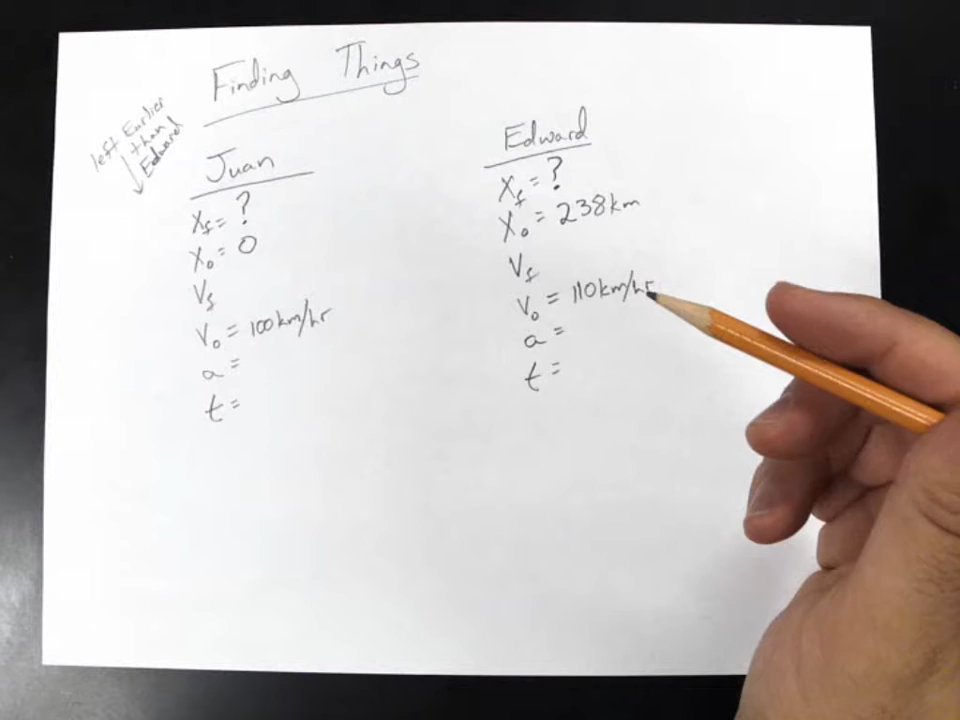 Finding Things
left Earlier
than
Edward
Juan
Xf = ?
X₀ = 0
Vf
V₀ = 100km/hr
a =
t =
Edward
Xf = ?
X₀ = 238km
Vf
V₀ = 110km/hr
a =
t =